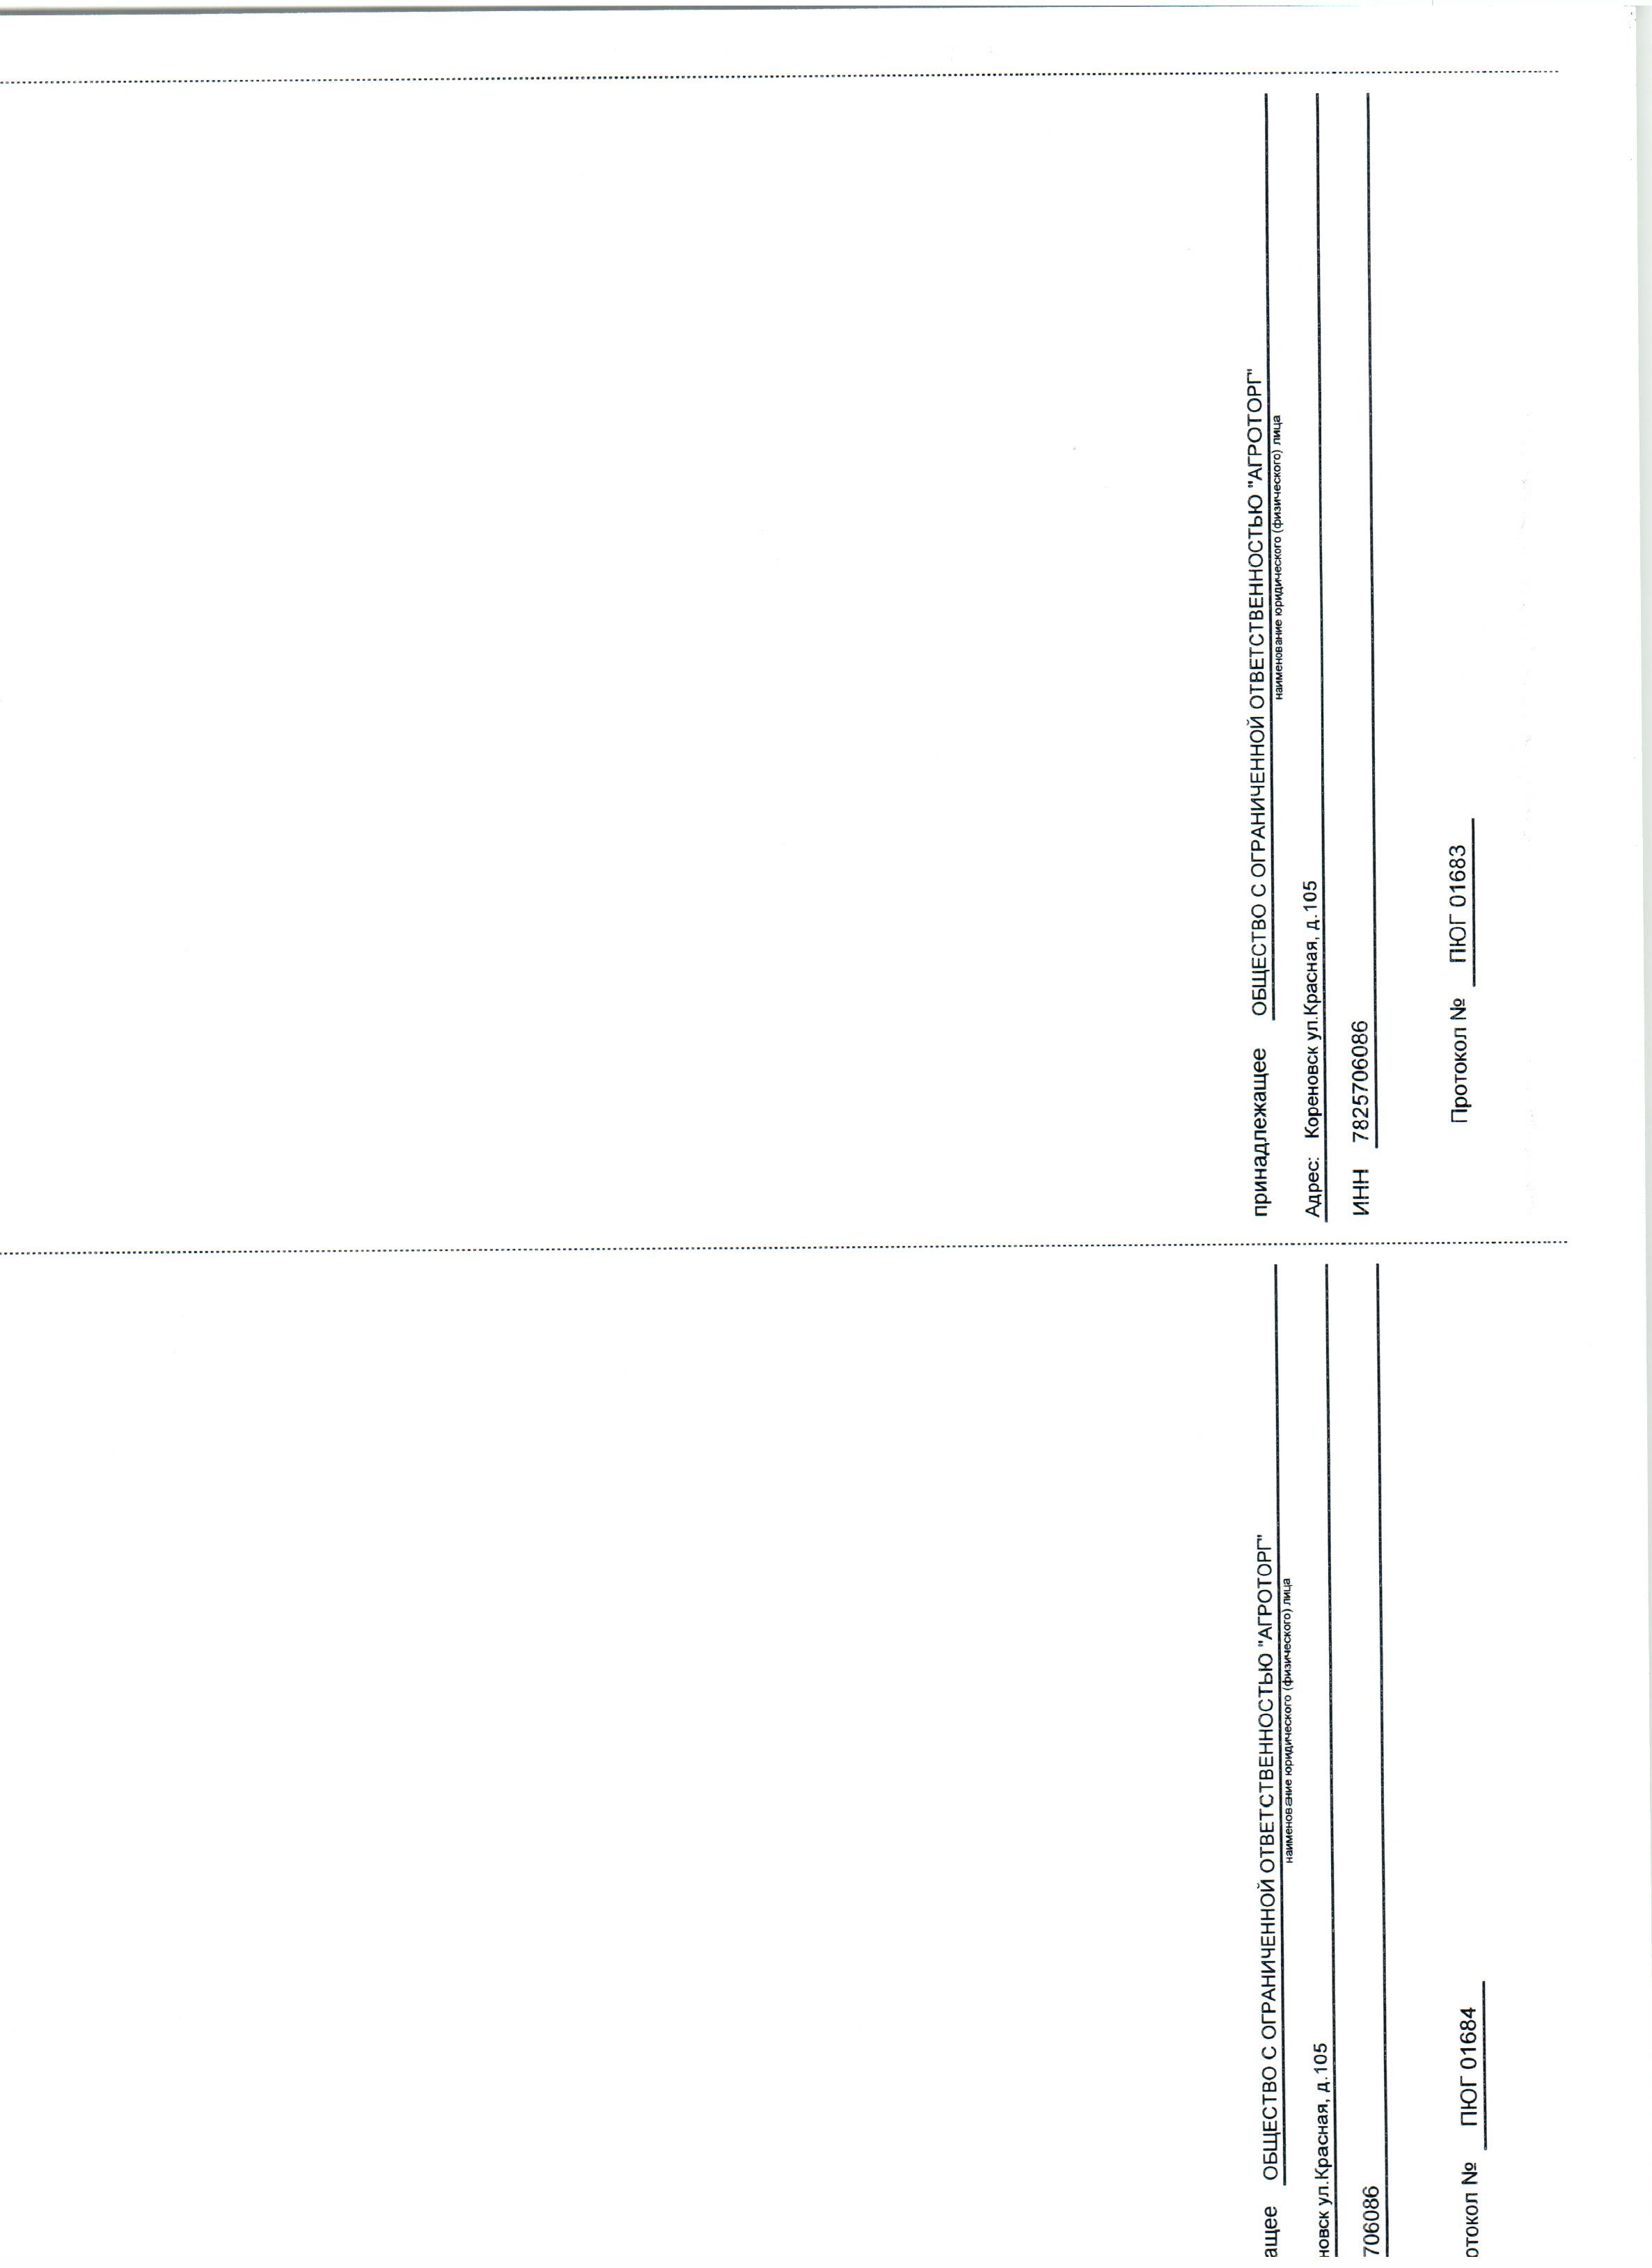 ащее ОБЩЕСТВО С ОГРАНИЧЕННОЙ ОТВЕТСТВЕННОСТЬЮ "АГРОТОРГ"
наименование юридического (физического) лица
новск ул.Красная, д.105
706086
отокол № ПЮГ 01684
принадлежащее ОБЩЕСТВО С ОГРАНИЧЕННОЙ ОТВЕТСТВЕННОСТЬЮ "АГРОТОРГ"
наименование юридического (физического) лица
Адрес: Кореновск ул.Красная, д.105
ИНН 7825706086
Протокол № ПЮГ 01683